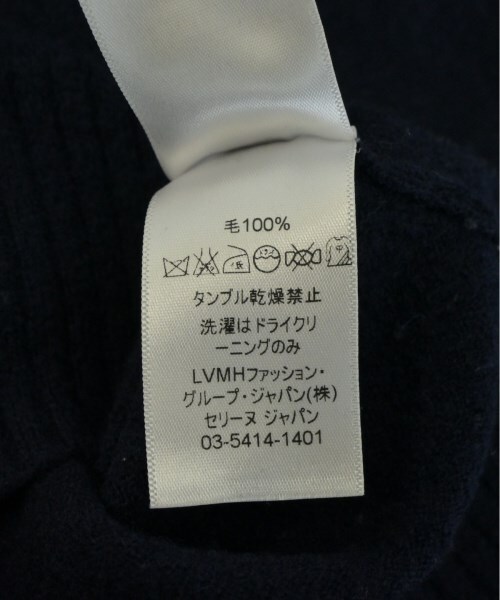 毛100%
低
タンブル乾燥禁止
洗濯はドライクリ
ーニングのみ
LVMHファッション・
グループ・ジャパン(株)
セリーヌ ジャパン
03-5414-1401